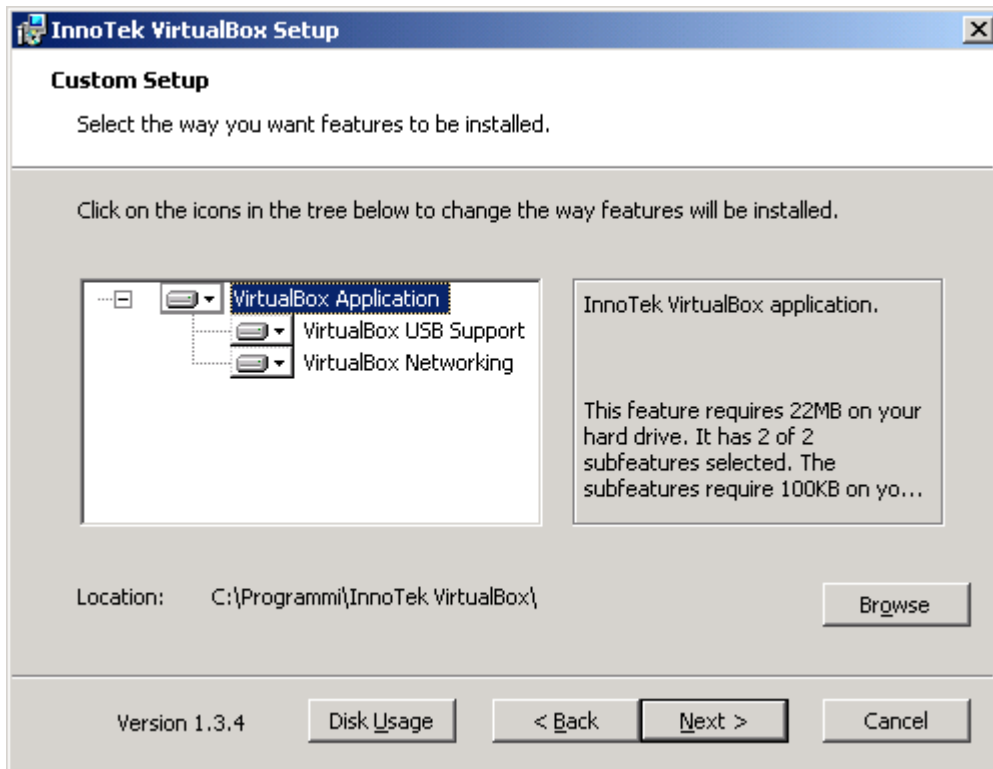 InnoTek VirtualBox Setup
Custom Setup
Select the way you want features to be installed.
Click on the icons in the tree below to change the way features will be installed.
VirtualBox Application
VirtualBox USB Support
VirtualBox Networking
InnoTek VirtualBox application.
This feature requires 22MB on your
hard drive. It has 2 of 2
subfeatures selected. The
subfeatures require 100KB on yo...
Location: C:\Programmi\InnoTek VirtualBox\
Browse
Version 1.3.4
Disk Usage
< Back
Next >
Cancel